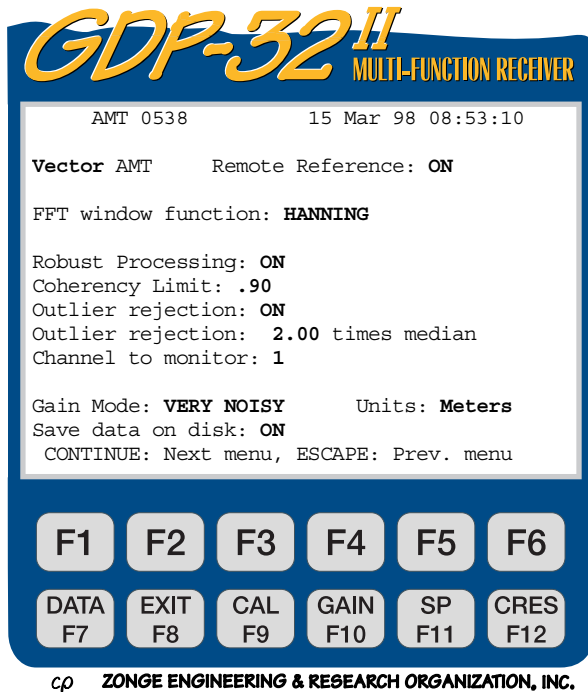 GDP-32 II
MULTI-FUNCTION RECEIVER
AMT 0538 15 Mar 98 08:53:10
Vector AMT Remote Reference: ON
FFT window function: HANNING
Robust Processing: ON
Coherency Limit: .90
Outlier rejection: ON
Outlier rejection: 2.00 times median
Channel to monitor: 1
Gain Mode: VERY NOISY Units: Meters
Save data on disk: ON
CONTINUE: Next menu, ESCAPE: Prev. menu
F1 F2 F3 F4 F5 F6
DATA EXIT CAL GAIN SP CRES
F7 F8 F9 F10 F11 F12
ZONGE ENGINEERING & RESEARCH ORGANIZATION, INC.